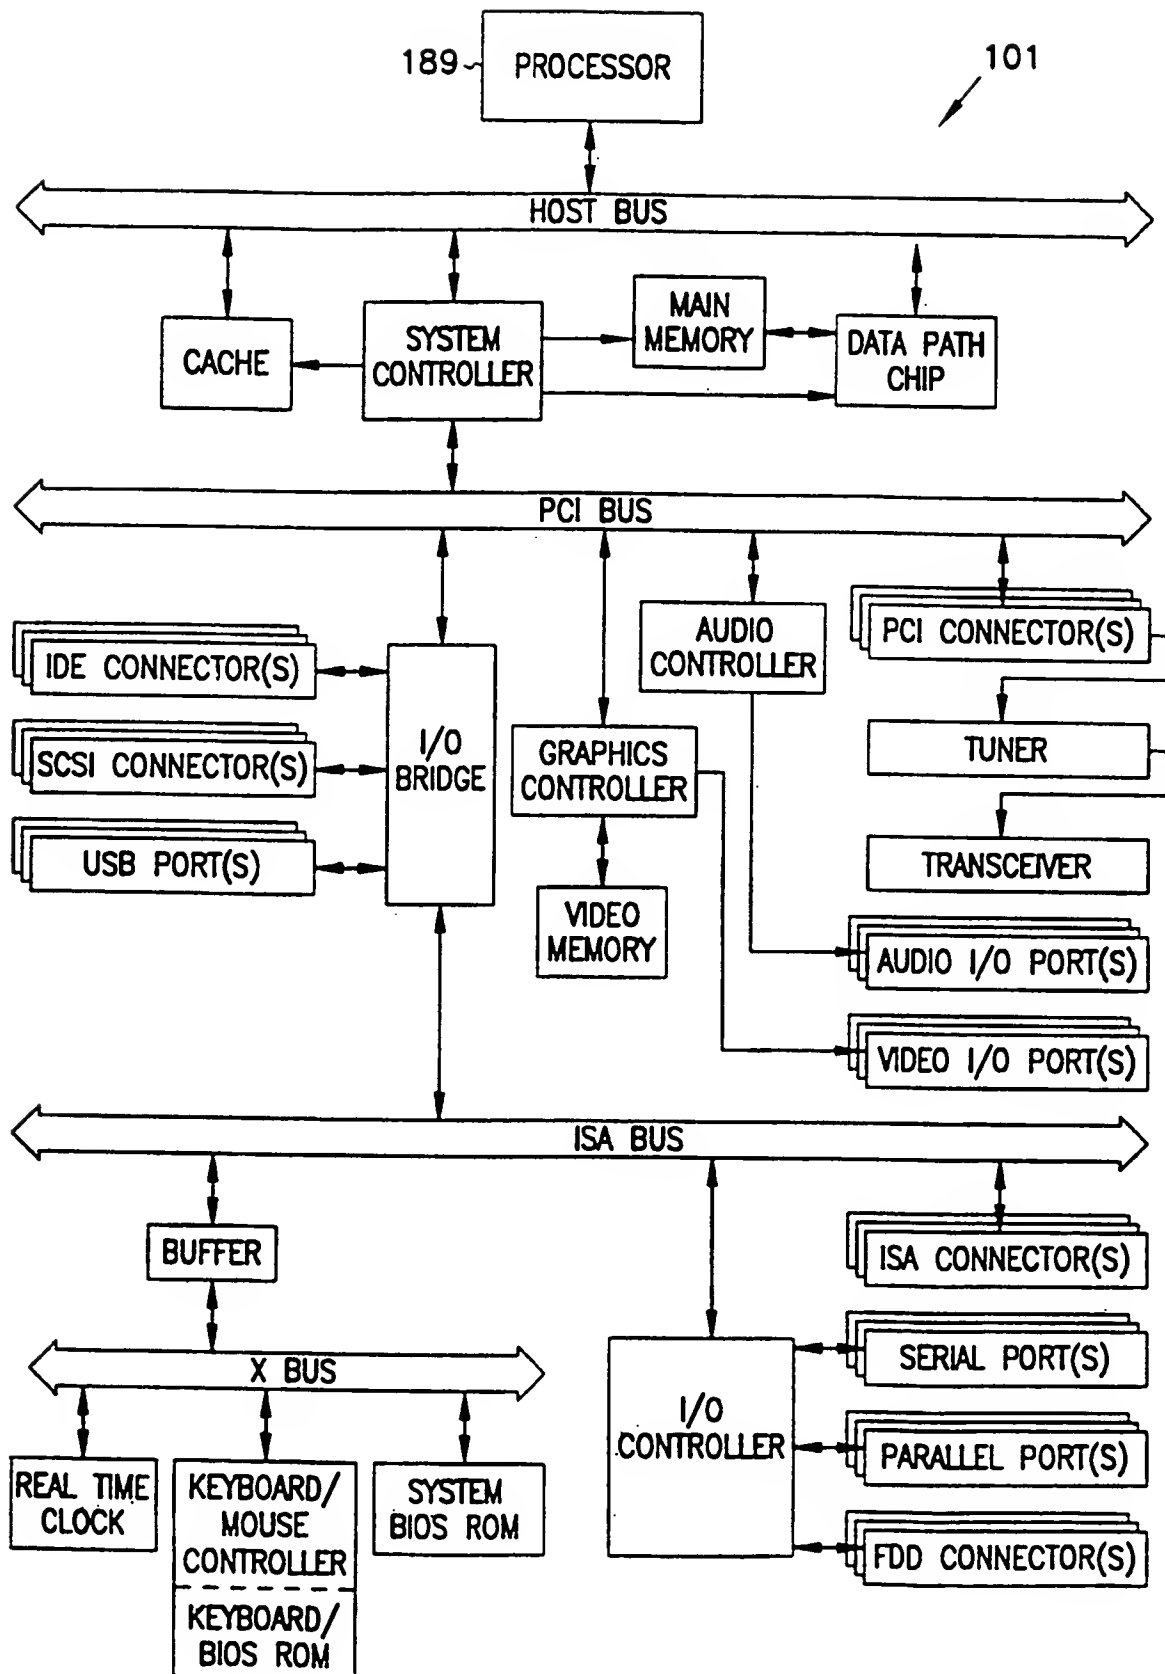 189
PROCESSOR
101
HOST BUS
CACHE
SYSTEM
CONTROLLER
MAIN
MEMORY
DATA PATH
CHIP
PCI BUS
IDE CONNECTOR(S)
SCSI CONNECTOR(S)
USB PORT(S)
I/O
BRIDGE
GRAPHICS
CONTROLLER
VIDEO
MEMORY
AUDIO
CONTROLLER
PCI CONNECTOR(S)
TUNER
TRANSCEIVER
AUDIO I/O PORT(S)
VIDEO I/O PORT(S)
ISA BUS
BUFFER
X BUS
REAL TIME
CLOCK
KEYBOARD/
MOUSE
CONTROLLER
KEYBOARD/
BIOS ROM
SYSTEM
BIOS ROM
I/O
CONTROLLER
ISA CONNECTOR(S)
SERIAL PORT(S)
PARALLEL PORT(S)
FDD CONNECTOR(S)